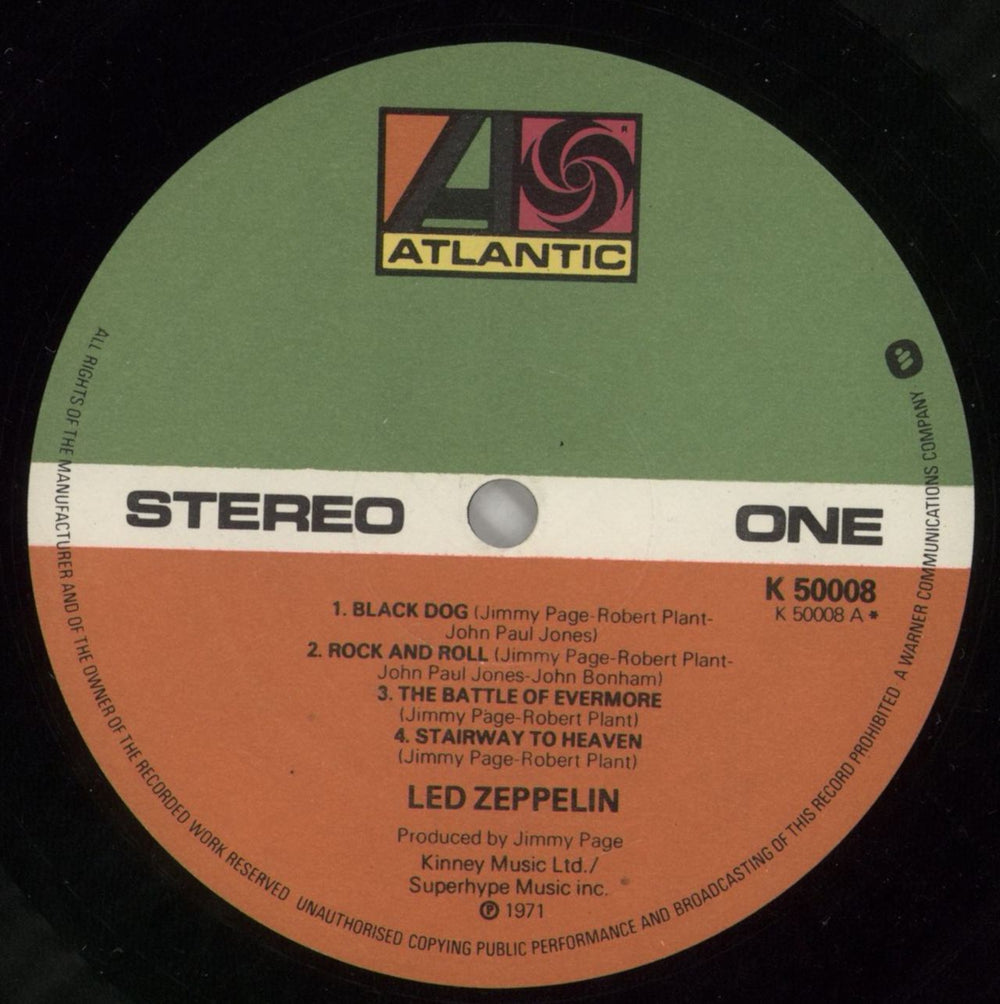 ATLANTIC
®
STEREO
ONE
K 50008
K 50008 A *
1. BLACK DOG (Jimmy Page-Robert Plant-
John Paul Jones)
2. ROCK AND ROLL (Jimmy Page-Robert Plant-
John Paul Jones-John Bonham)
3. THE BATTLE OF EVERMORE
(Jimmy Page-Robert Plant)
4. STAIRWAY TO HEAVEN
(Jimmy Page-Robert Plant)
LED ZEPPELIN
Produced by Jimmy Page
Kinney Music Ltd./
Superhype Music inc.
℗ 1971
ALL RIGHTS OF THE MANUFACTURER AND OF THE OWNER OF THE RECORDED WORK RESERVED UNAUTHORISED COPYING PUBLIC PERFORMANCE AND BROADCASTING OF THIS RECORD PROHIBITED A WARNER COMMUNICATIONS COMPANY